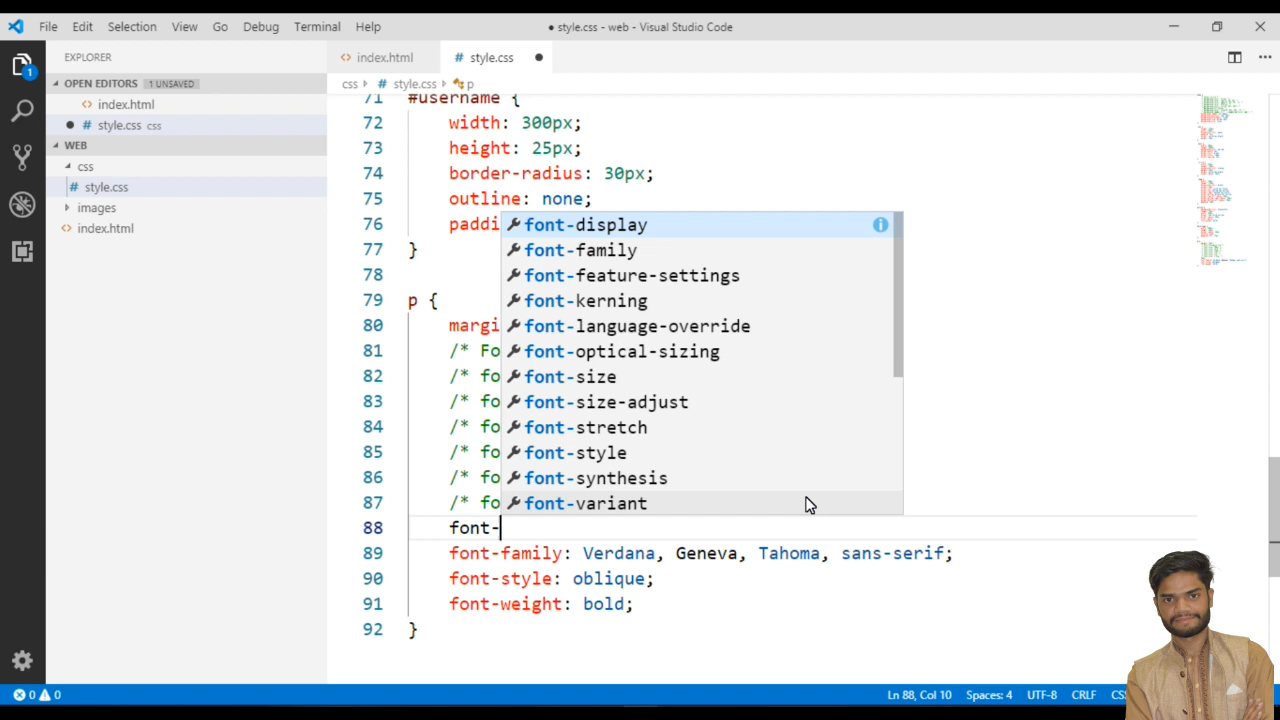 File Edit Selection View Go Debug Terminal Help
● style.css - web - Visual Studio Code
EXPLORER
index.html
style.css
OPEN EDITORS 1 UNSAVED
css > style.css > p
index.html
style.css css
WEB
css
style.css
images
index.html
1
71 #username {
72 width: 300px;
73 height: 25px;
74 border-radius: 30px;
75 outline: none;
76 paddi
77 }
78
79 p {
80 margi
81 /* Fo
82 /* fo
83 /* fo
84 /* fo
85 /* fo
86 /* fo
87 /* fo
88 font-
89 font-family: Verdana, Geneva, Tahoma, sans-serif;
90 font-style: oblique;
91 font-weight: bold;
92 }
font-display
font-family
font-feature-settings
font-kerning
font-language-override
font-optical-sizing
font-size
font-size-adjust
font-stretch
font-style
font-synthesis
font-variant
0 0
Ln 88, Col 10 Spaces: 4 UTF-8 CRLF